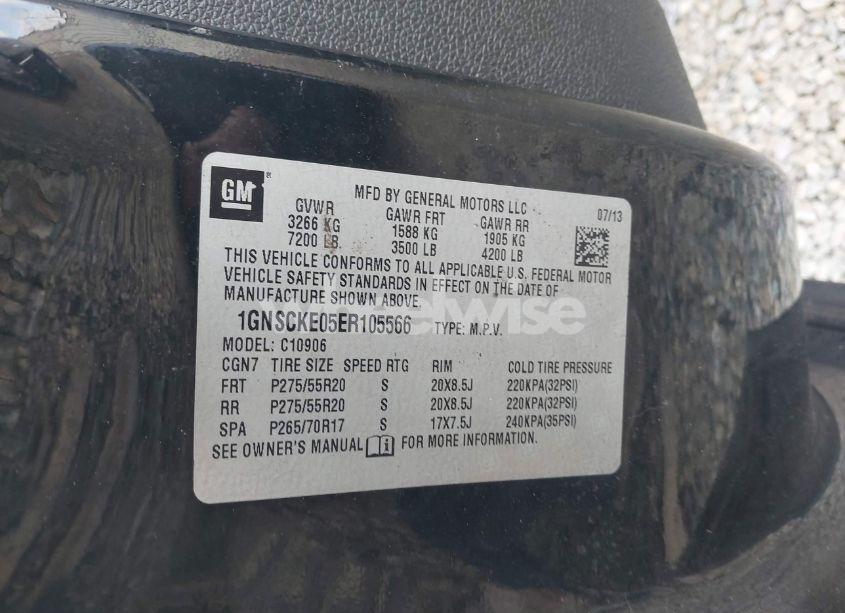 GM
MFD BY GENERAL MOTORS LLC
07/13
GVWR GAWR FRT GAWR RR
3266 KG 1588 KG 1905 KG
7200 LB 3500 LB 4200 LB
THIS VEHICLE CONFORMS TO ALL APPLICABLE U.S. FEDERAL MOTOR
VEHICLE SAFETY STANDARDS IN EFFECT ON THE DATE OF
MANUFACTURE SHOWN ABOVE.
1GNSCKE05ER105566 TYPE: M.P.V.
MODEL: C10906
CGN7 TIRE SIZE SPEED RTG RIM COLD TIRE PRESSURE
FRT P275/55R20 S 20X8.5J 220KPA(32PSI)
RR P275/55R20 S 20X8.5J 220KPA(32PSI)
SPA P265/70R17 S 17X7.5J 240KPA(35PSI)
SEE OWNER'S MANUAL FOR MORE INFORMATION.